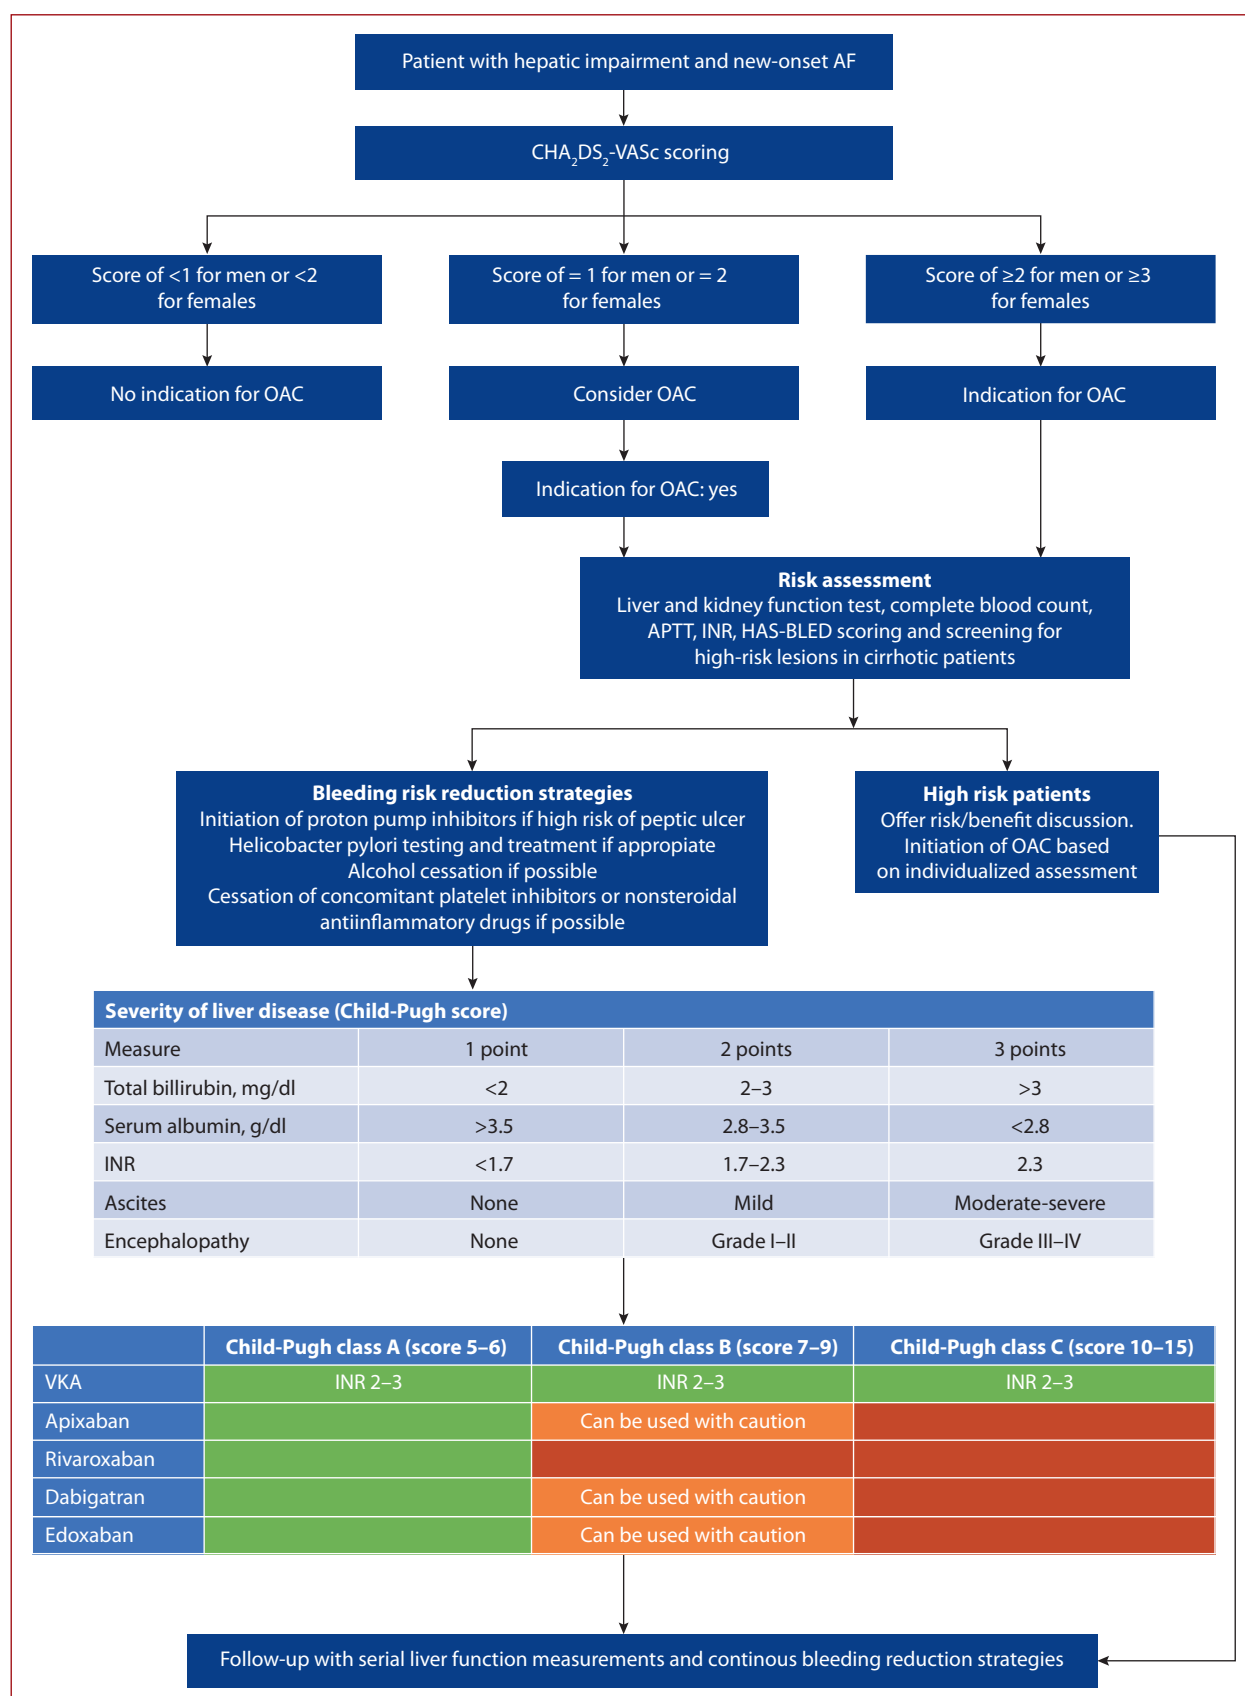 Patient with hepatic impairment and new-onset AF
CHA₂DS₂-VASc scoring
Score of <1 for men or <2
for females
Score of = 1 for men or = 2
for females
Score of ≥2 for men or ≥3
for females
No indication for OAC
Consider OAC
Indication for OAC
Indication for OAC: yes
Risk assessment
Liver and kidney function test, complete blood count,
APTT, INR, HAS-BLED scoring and screening for
high-risk lesions in cirrhotic patients
Bleeding risk reduction strategies
Initiation of proton pump inhibitors if high risk of peptic ulcer
Helicobacter pylori testing and treatment if appropiate
Alcohol cessation if possible
Cessation of concomitant platelet inhibitors or nonsteroidal
antiinflammatory drugs if possible
High risk patients
Offer risk/benefit discussion.
Initiation of OAC based
on individualized assessment
Severity of liver disease (Child-Pugh score)
Measure 1 point 2 points 3 points
Total billirubin, mg/dl <2 2–3 >3
Serum albumin, g/dl >3.5 2.8–3.5 <2.8
INR <1.7 1.7–2.3 2.3
Ascites None Mild Moderate-severe
Encephalopathy None Grade I–II Grade III–IV
Child-Pugh class A (score 5–6) Child-Pugh class B (score 7–9) Child-Pugh class C (score 10–15)
VKA INR 2–3 INR 2–3 INR 2–3
Apixaban Can be used with caution
Rivaroxaban
Dabigatran Can be used with caution
Edoxaban Can be used with caution
Follow-up with serial liver function measurements and continous bleeding reduction strategies